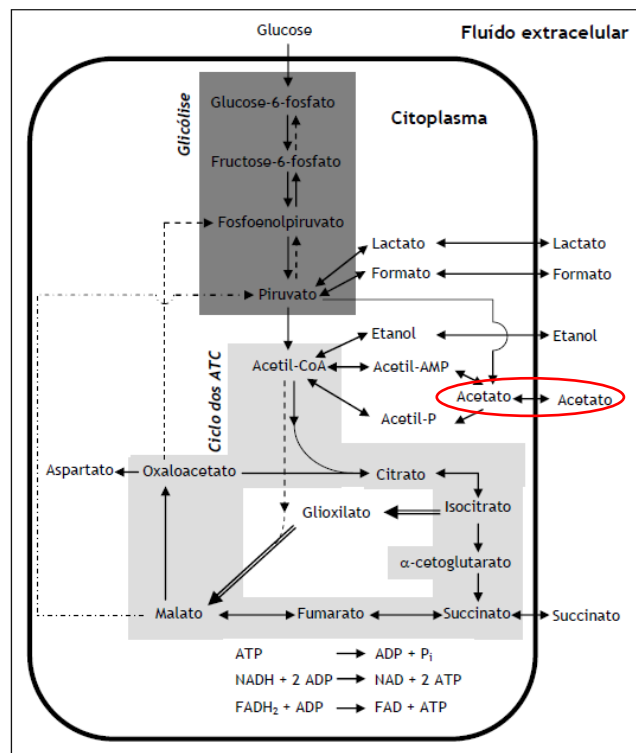 Glucose
Fluído extracelular
Glicólise
Glucose-6-fosfato
Citoplasma
Fructose-6-fosfato
Fosfoenolpiruvato
Lactato
Lactato
Formato
Formato
Piruvato
Etanol
Etanol
Ciclo dos ATC
Acetil-CoA
Acetil-AMP
Acetato
Acetato
Acetil-P
Aspartato
Oxaloacetato
Citrato
Glioxilato
Isocitrato
α-cetoglutarato
Malato
Fumarato
Succinato
Succinato
ATP ADP + Pi
NADH + 2 ADP NAD + 2 ATP
FADH2 + ADP FAD + ATP